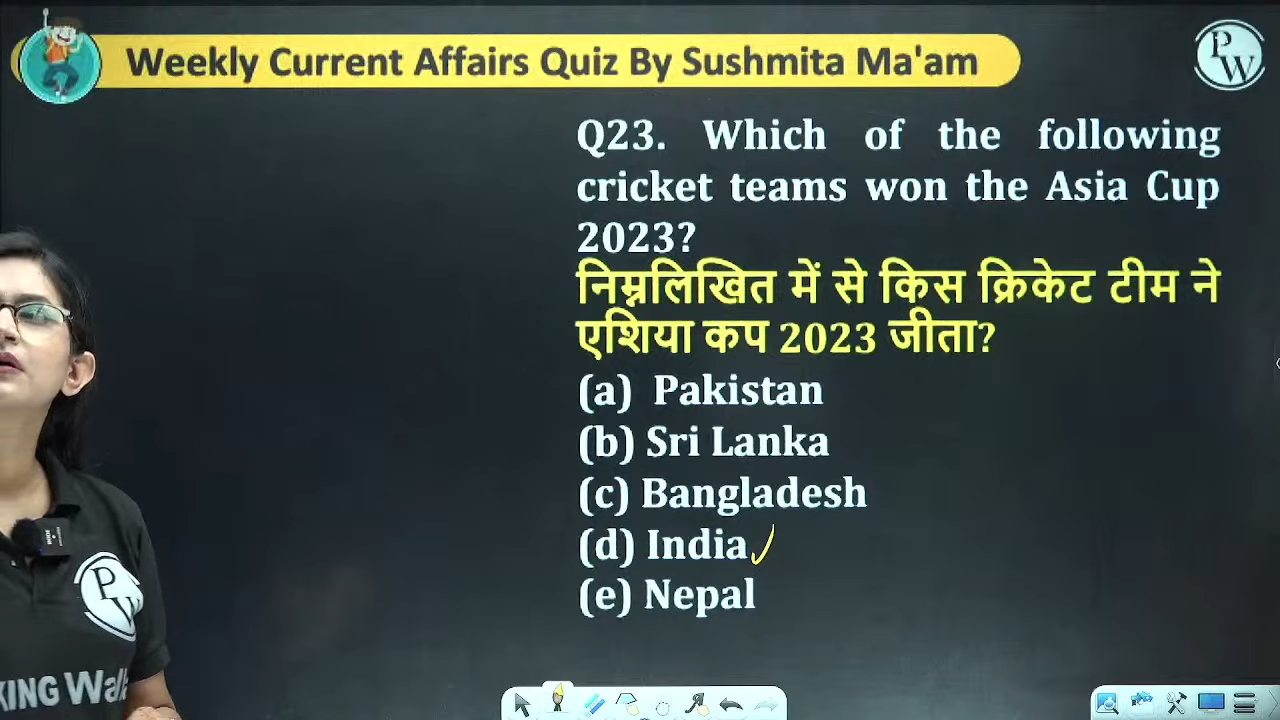 Weekly Current Affairs Quiz By Sushmita Ma'am
PW
Q23. Which of the following
cricket teams won the Asia Cup
2023?
निम्नलिखित में से किस क्रिकेट टीम ने
एशिया कप 2023 जीता?
(a) Pakistan
(b) Sri Lanka
(c) Bangladesh
(d) India
(e) Nepal
PW
KING Wall